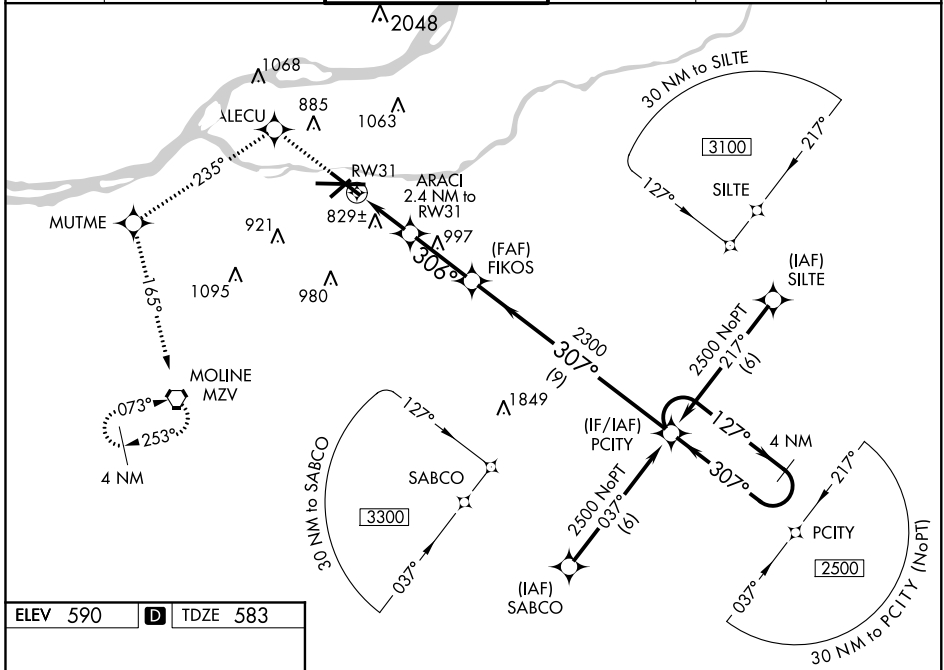 2048
1068
ALECU
885
1063
30 NM to SILTE
3100
217°
127°
SILTE
235°
RW31
ARACI
2.4 NM to
RW31
MUTME
921
829±
997
306°
(FAF)
FIKOS
1095
980
165°
(IAF)
SILTE
2500 NoPT
217°
(6)
2300
307°
(9)
MOLINE
MZV
073°
253°
4 NM
1849
(IF/IAF)
PCITY
127°
4 NM
307°
127°
SABCO
30 NM to SABCO
3300
037°
2500 NoPT
037°
(6)
(IAF)
SABCO
217°
PCITY
2500
037°
30 NM to PCITY (NoPT)
ELEV 590 D TDZE 583